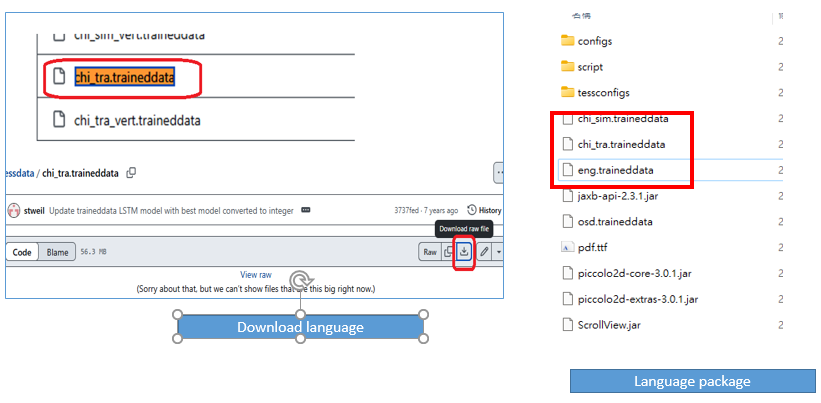 chi_sim_vert.traineddata
chi_tra.traineddata
chi_tra_vert.traineddata
essdata / chi_tra.traineddata
stweil Update traineddata LSTM model with best model converted to integer
3737fed · 7 years ago
History
Download raw file
Code
Blame
56.3 MB
Raw
View raw
(Sorry about that, but we can't show files that are this big right now.)
Download language
名稱
configs
script
tessconfigs
chi_sim.traineddata
chi_tra.traineddata
eng.traineddata
jaxb-api-2.3.1.jar
osd.traineddata
pdf.ttf
piccolo2d-core-3.0.1.jar
piccolo2d-extras-3.0.1.jar
ScrollView.jar
Language package